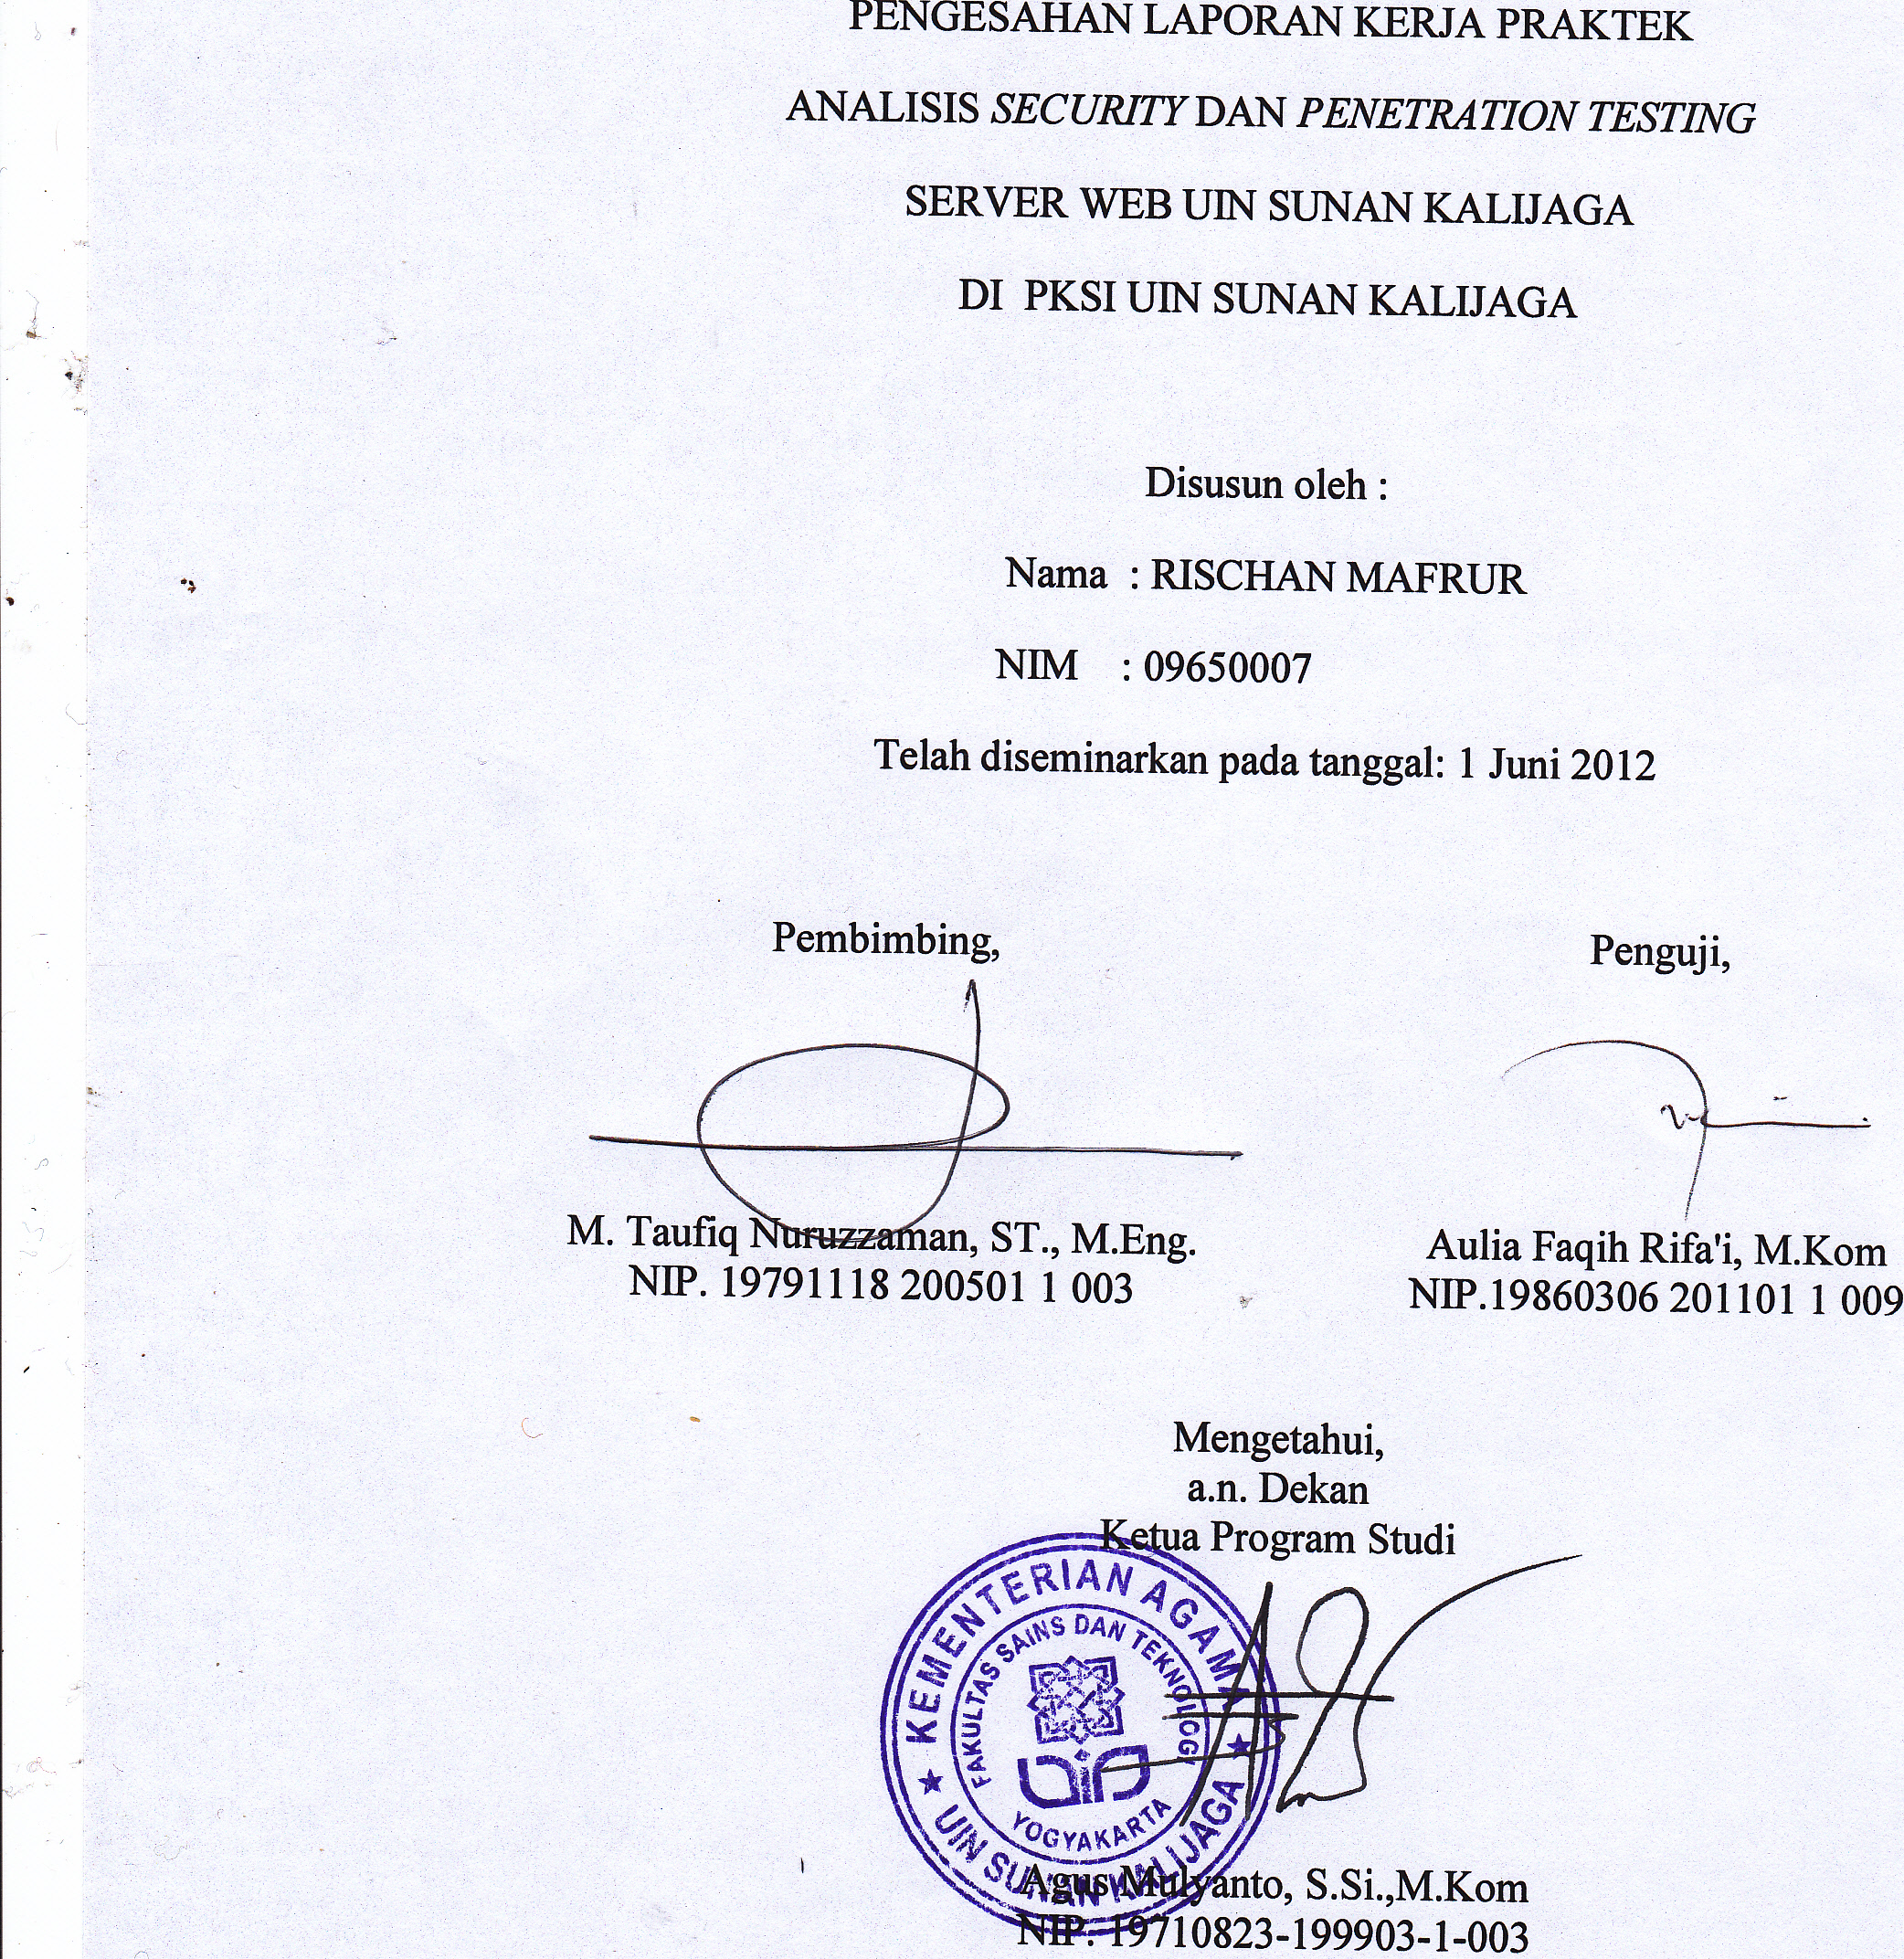 PENGESAHAN LAPORAN KERJA PRAKTEK
ANALISIS SECURITY DAN PENETRATION TESTING
SERVER WEB UIN SUNAN KALIJAGA
DI PKSI UIN SUNAN KALIJAGA
Disusun oleh :
Nama : RISCHAN MAFRUR
NIM : 09650007
Telah diseminarkan pada tanggal: 1 Juni 2012
Pembimbing,
Penguji,
M. Taufiq Nuruzzaman, ST., M.Eng.
NIP. 19791118 200501 1 003
Aulia Faqih Rifa'i, M.Kom
NIP.19860306 201101 1 009
Mengetahui,
a.n. Dekan
Ketua Program Studi
KEMENTERIAN AGAMA
FAKULTAS SAINS DAN TEKNOLOGI
UIN
YOGYAKARTA
UIN SUNAN KALIJAGA
Agus Mulyanto, S.Si.,M.Kom
NIP. 19710823-199903-1-003